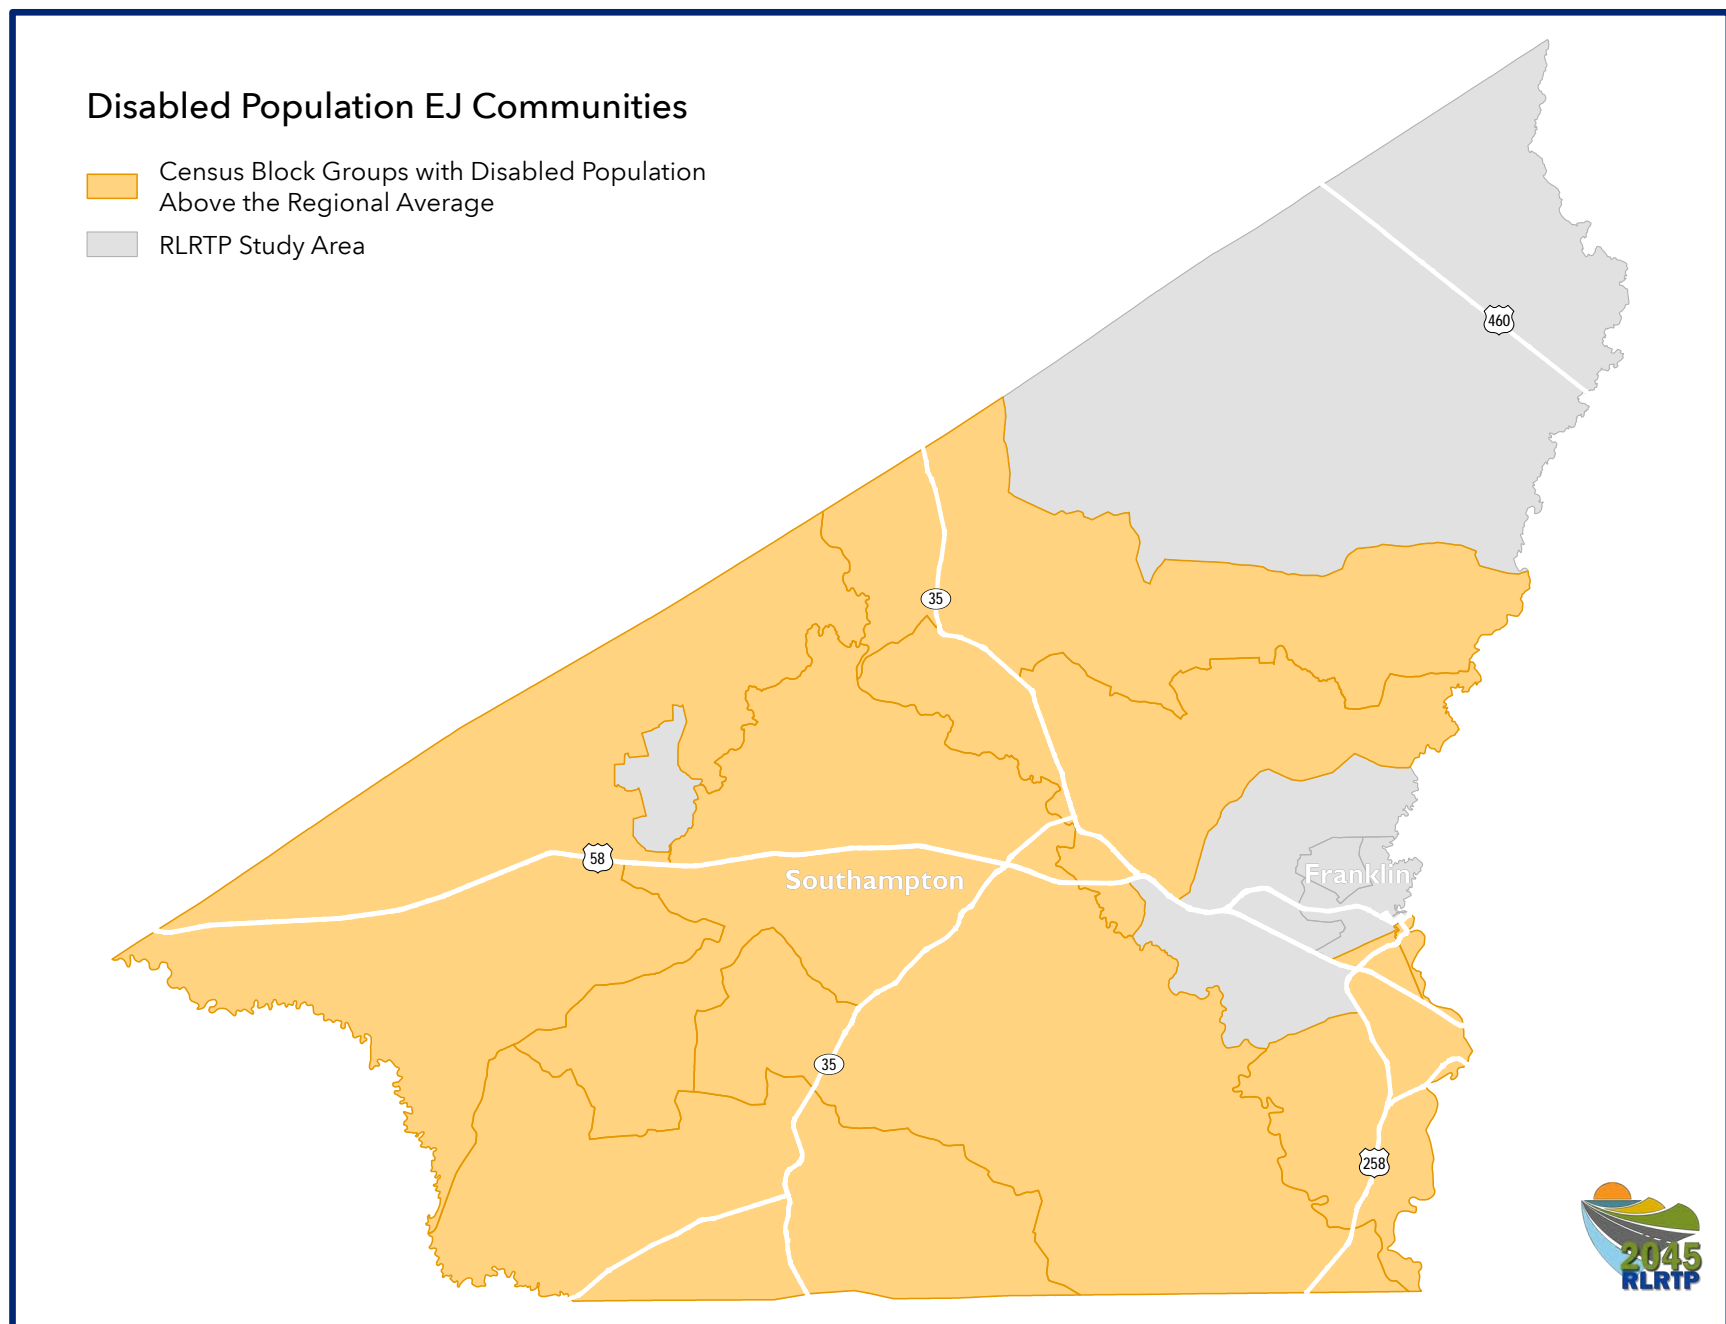 Disabled Population EJ Communities
Census Block Groups with Disabled Population
Above the Regional Average
RLRTP Study Area
460
35
58
Southampton
Franklin
35
258
2045
RLRTP